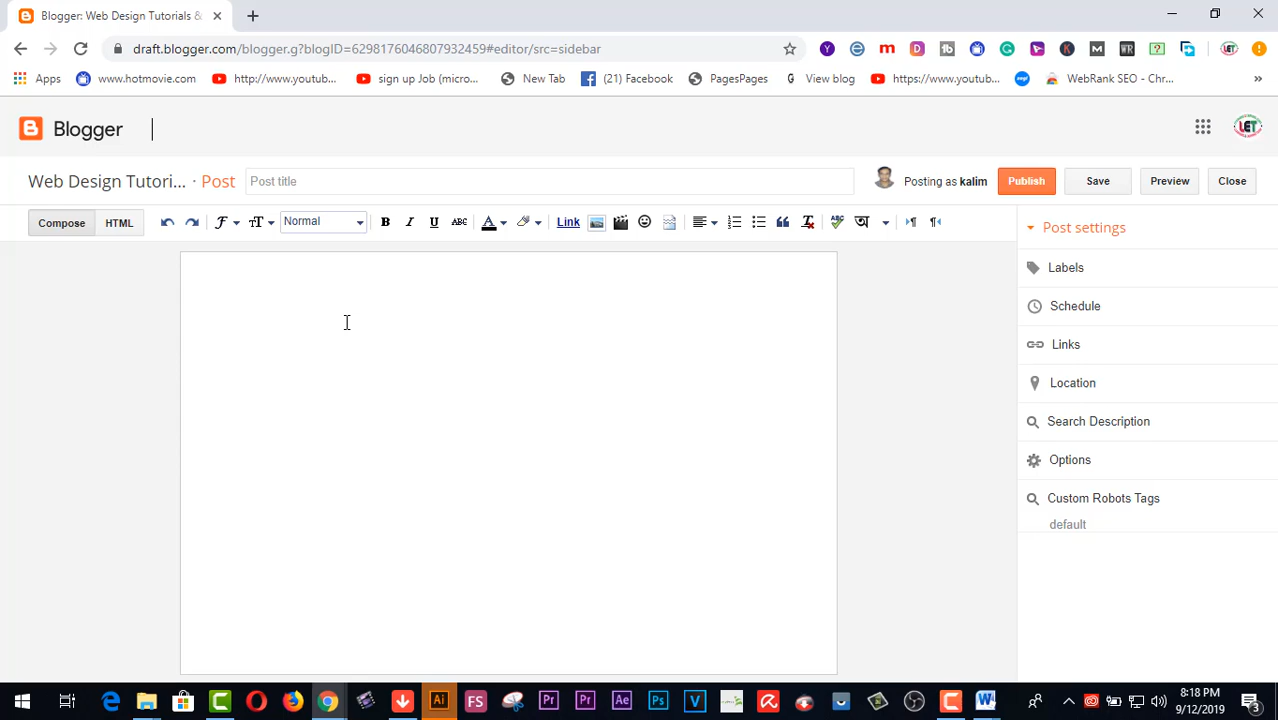 Blogger: Web Design Tutorials &
draft.blogger.com/blogger.g?blogID=6298176046807932459#editor/src=sidebar
Apps www.hotmovie.com http://www.youtub... sign up Job (micro... New Tab (21) Facebook PagesPages View blog https://www.youtub... WebRank SEO - Chr... »
Blogger
LET
Web Design Tutori... · Post Post title Posting as kalim Publish Save Preview Close
Compose HTML Normal B I U ABC A Link
Post settings
Labels
Schedule
Links
Location
Search Description
Options
Custom Robots Tags
default
8:18 PM
9/12/2019